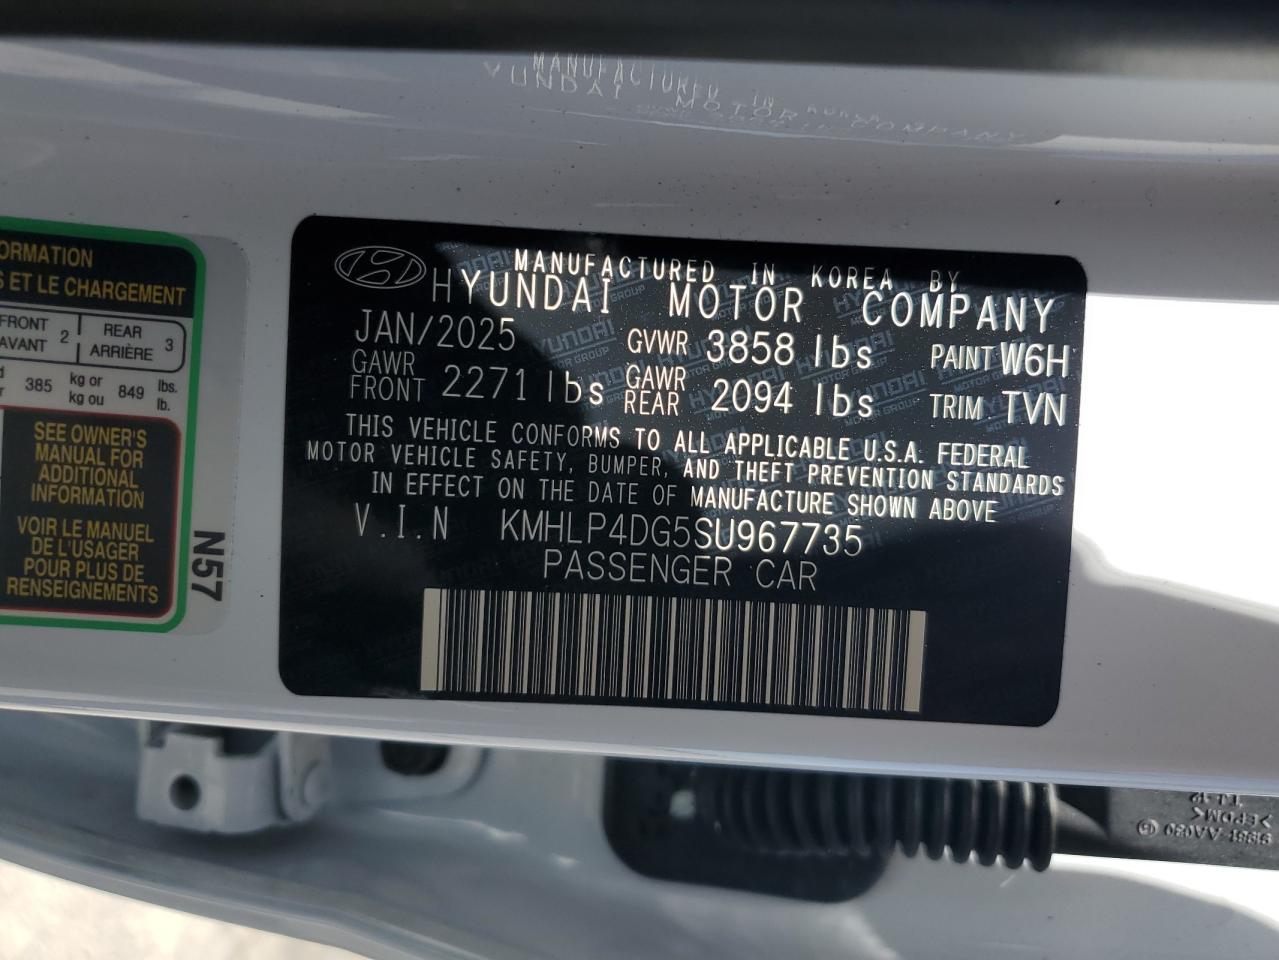 MANUFACTURED IN KOREA BY
HYUNDAI MOTOR COMPANY
JAN/2025 GVWR 3858 lbs PAINT W6H
GAWR FRONT 2271 lbs GAWR REAR 2094 lbs TRIM TVN
THIS VEHICLE CONFORMS TO ALL APPLICABLE U.S.A. FEDERAL
MOTOR VEHICLE SAFETY, BUMPER, AND THEFT PREVENTION STANDARDS
IN EFFECT ON THE DATE OF MANUFACTURE SHOWN ABOVE
V.I.N KMHLP4DG5SU967735
PASSENGER CAR
ET LE CHARGEMENT
FRONT 2 REAR 3
AVANT ARRIÈRE
385 kg or 849 lbs.
kg ou lb.
SEE OWNER'S
MANUAL FOR
ADDITIONAL
INFORMATION
VOIR LE MANUEL
DE L'USAGER
POUR PLUS DE
RENSEIGNEMENTS
N57
>EPDM<